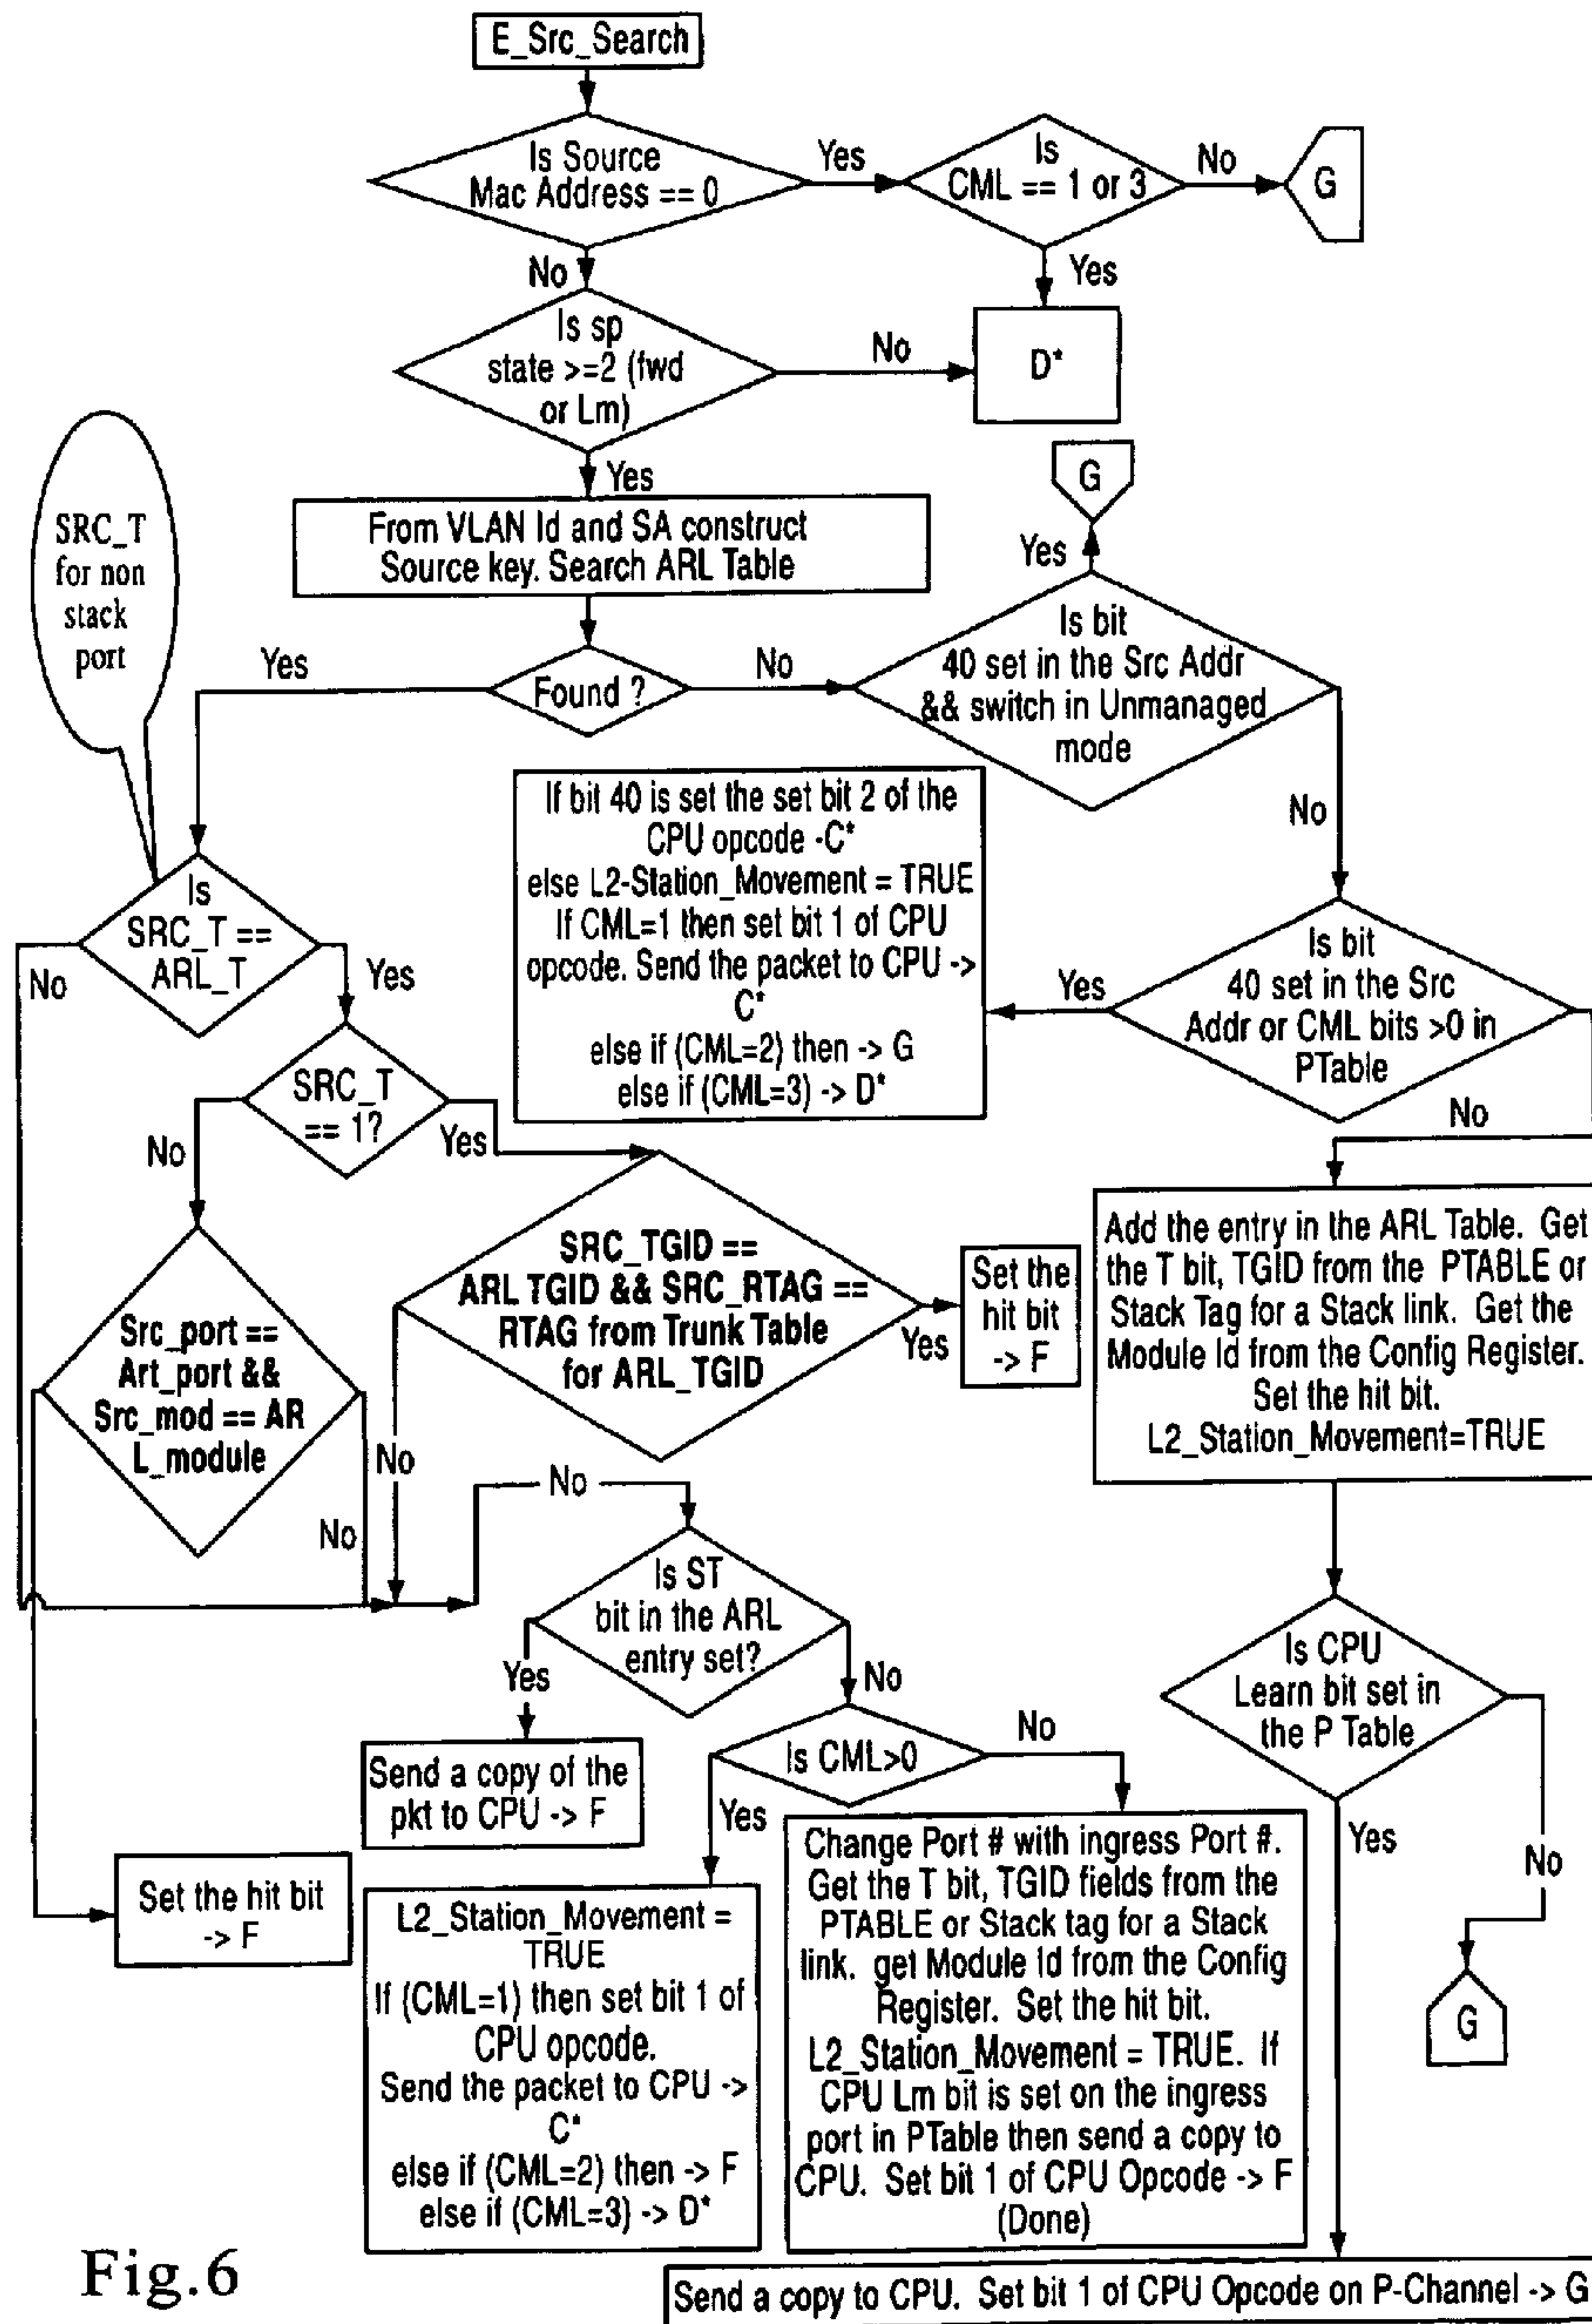 E_Src_Search
Is Source
Mac Address == 0
Yes
Is
CML == 1 or 3
No
G
No
Yes
Is sp
state >=2 (fwd
or Lm)
No
D*
Yes
SRC_T
for non
stack
port
From VLAN Id and SA construct
Source key. Search ARL Table
G
Yes
Is bit
40 set in the Src Addr
&& switch in Unmanaged
mode
Yes
Found ?
No
No
If bit 40 is set the set bit 2 of the
CPU opcode -C*
else L2-Station_Movement = TRUE
If CML=1 then set bit 1 of CPU
opcode. Send the packet to CPU ->
C*
else if (CML=2) then -> G
else if (CML=3) -> D*
Is
SRC_T ==
ARL_T
No
Yes
Yes
Is bit
40 set in the Src
Addr or CML bits >0 in
PTable
No
SRC_T
== 1?
No
Yes
SRC_TGID ==
ARL TGID && SRC_RTAG ==
RTAG from Trunk Table
for ARL_TGID
Yes
Set the
hit bit
-> F
Add the entry in the ARL Table. Get
the T bit, TGID from the PTABLE or
Stack Tag for a Stack link. Get the
Module Id from the Config Register.
Set the hit bit.
L2_Station_Movement=TRUE
Src_port ==
Art_port &&
Src_mod == AR
L_module
No
No
No
Is ST
bit in the ARL
entry set?
Yes
No
Is CPU
Learn bit set in
the P Table
Send a copy of the
pkt to CPU -> F
Is CML>0
No
Yes
Yes
No
Set the hit bit
-> F
L2_Station_Movement =
TRUE
If (CML=1) then set bit 1 of
CPU opcode.
Send the packet to CPU ->
C*
else if (CML=2) then -> F
else if (CML=3) -> D*
Change Port # with ingress Port #.
Get the T bit, TGID fields from the
PTABLE or Stack tag for a Stack
link. get Module Id from the Config
Register. Set the hit bit.
L2_Station_Movement = TRUE. If
CPU Lm bit is set on the ingress
port in PTable then send a copy to
CPU. Set bit 1 of CPU Opcode -> F
(Done)
G
Fig.6
Send a copy to CPU. Set bit 1 of CPU Opcode on P-Channel -> G